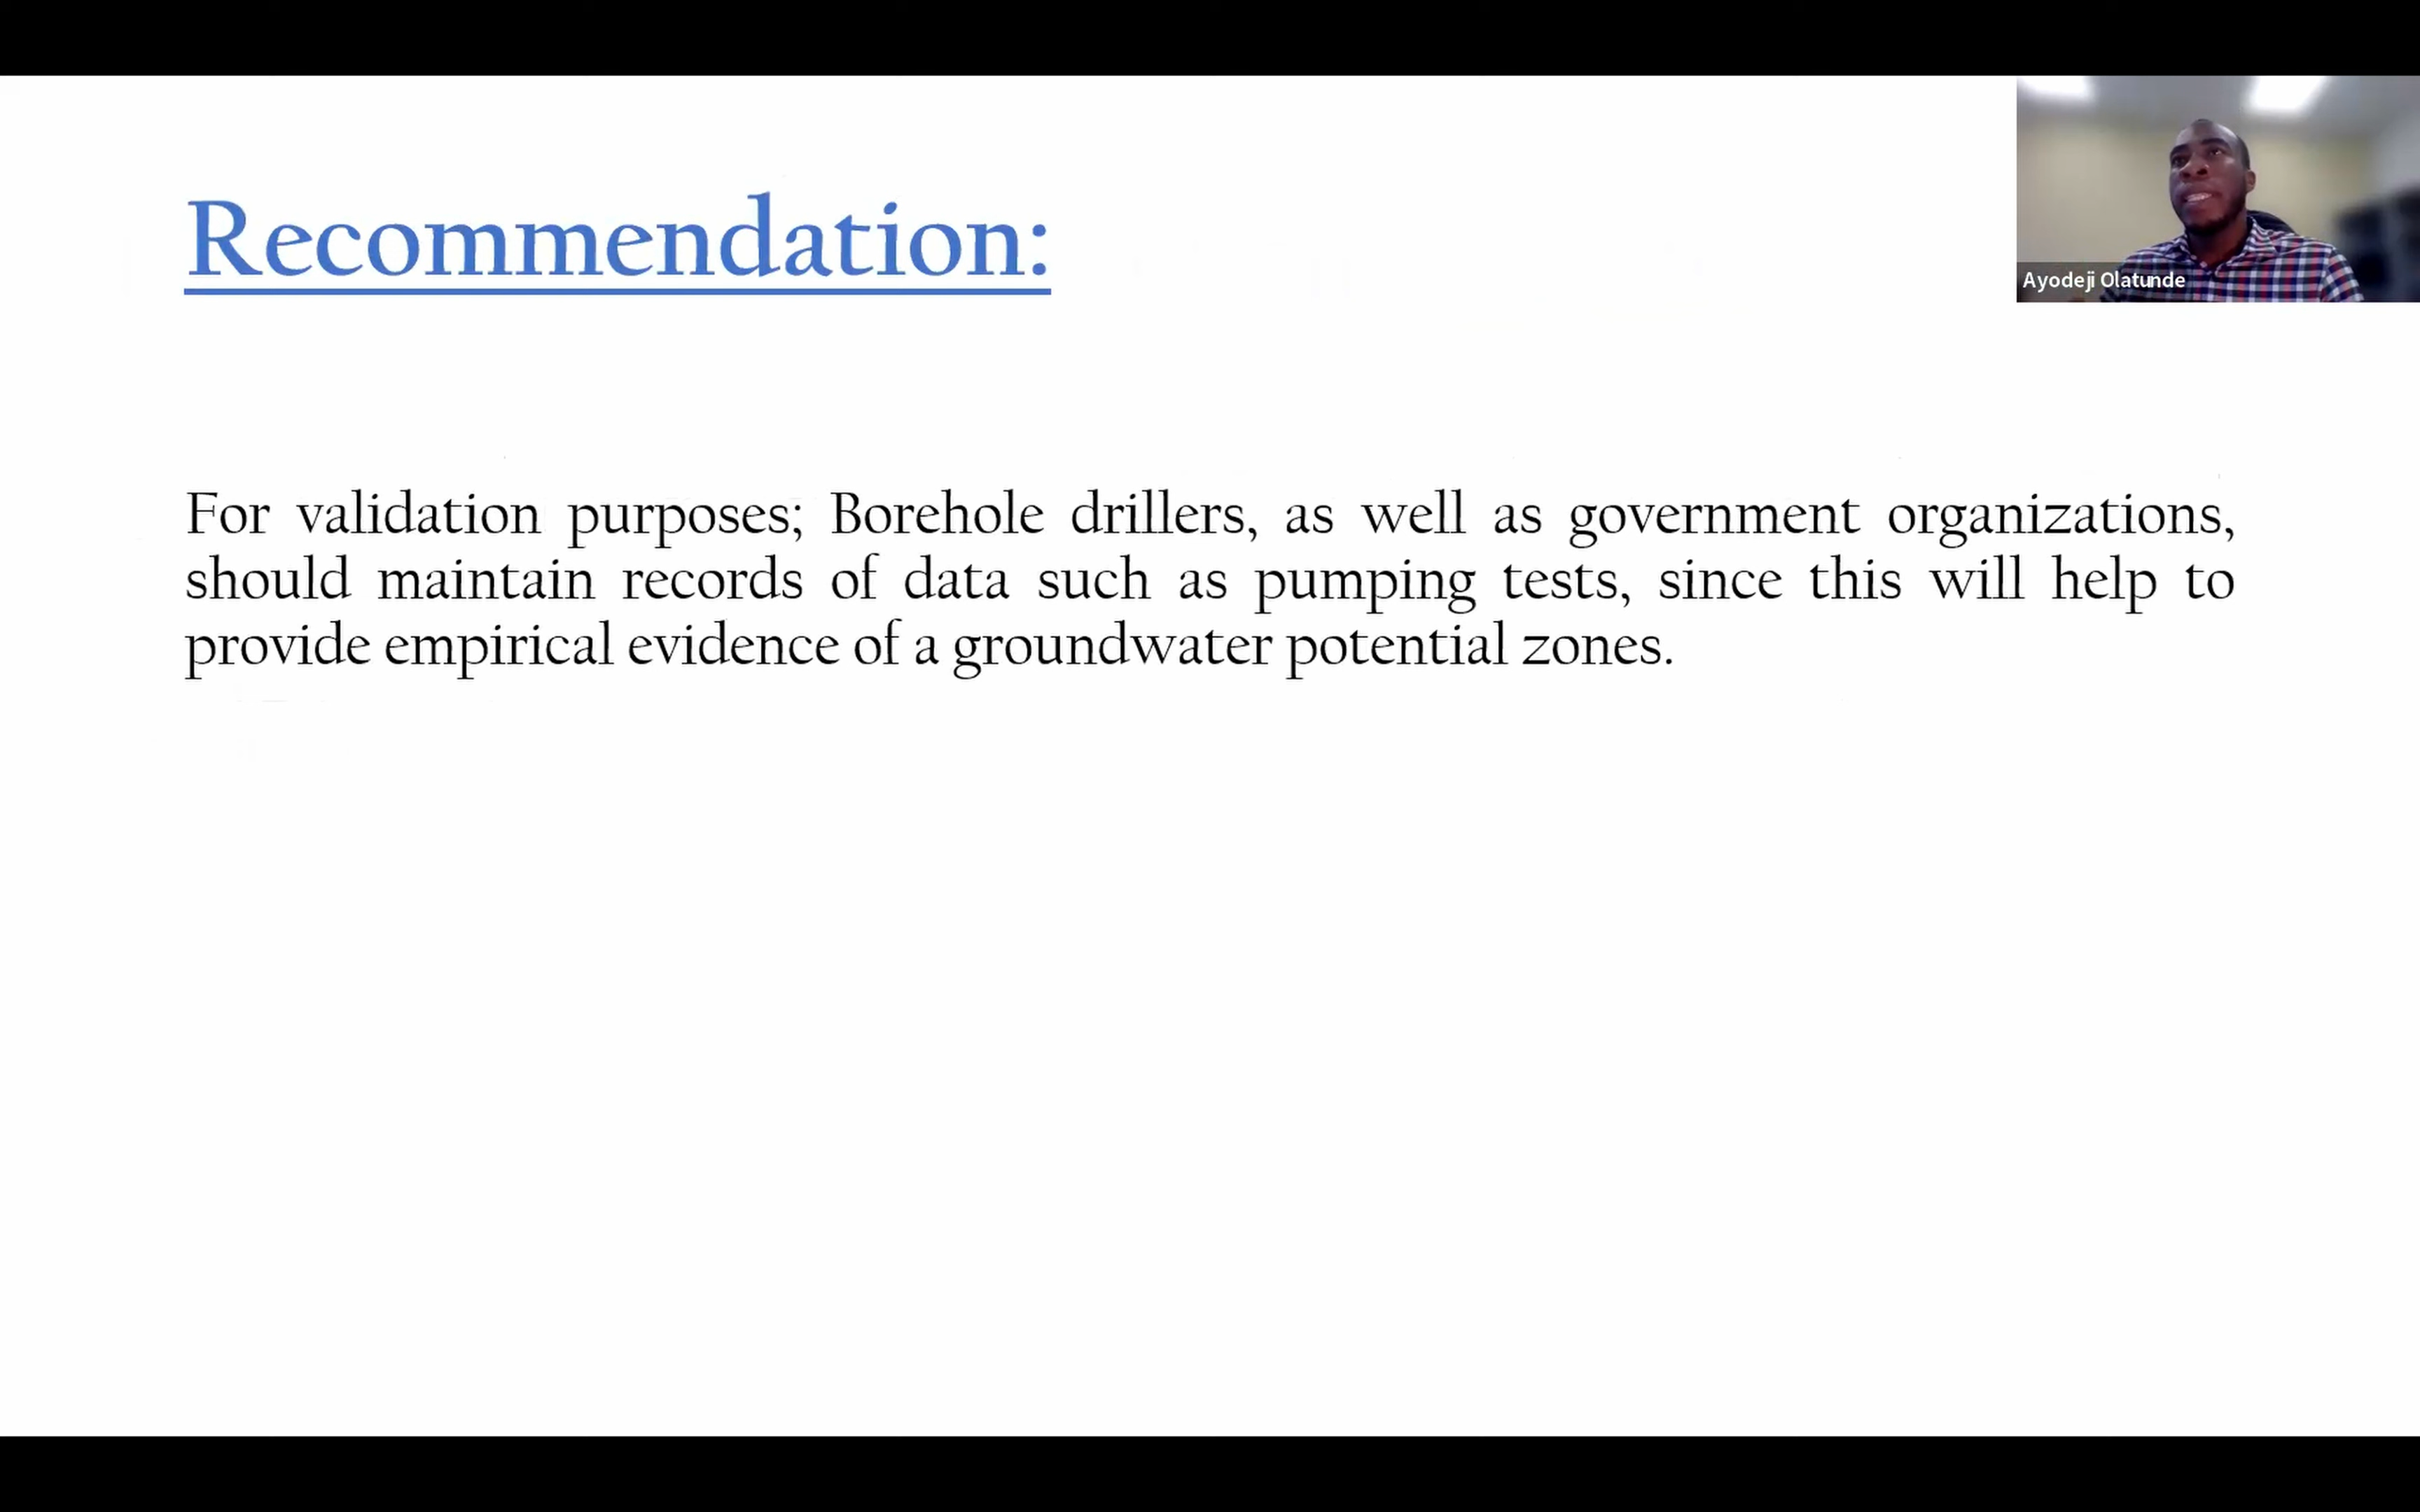 Recommendation:
Ayodeji Olatunde
For validation purposes; Borehole drillers, as well as government organizations,
should maintain records of data such as pumping tests, since this will help to
provide empirical evidence of a groundwater potential zones.